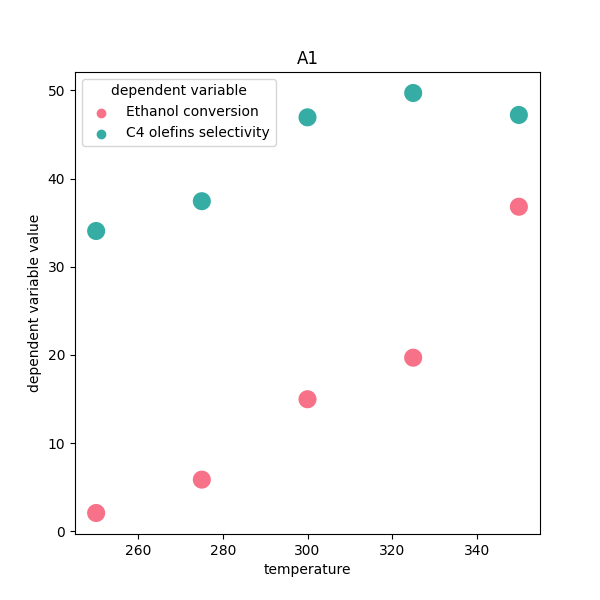 A1
dependent variable
Ethanol conversion
C4 olefins selectivity
dependent variable value
50
40
30
20
10
0
260 280 300 320 340
temperature